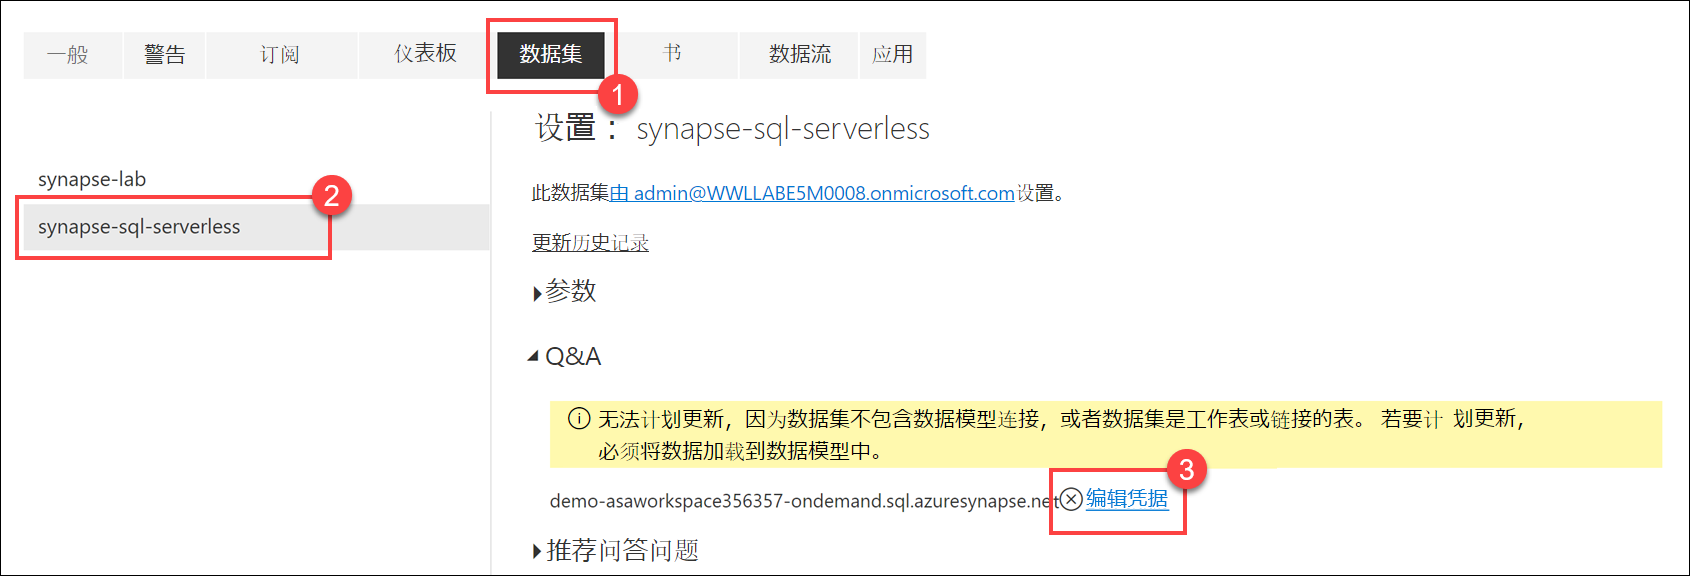 一般 警告 订阅 仪表板 数据集 书 数据流 应用
1
设置： synapse-sql-serverless
synapse-lab
2
synapse-sql-serverless
此数据集由 admin@WWLLABE5M0008.onmicrosoft.com设置。
更新历史记录
参数
Q&A
无法计划更新，因为数据集不包含数据模型连接，或者数据集是工作表或链接的表。 若要计 划更新，
必须将数据加载到数据模型中。
3
demo-asaworkspace356357-ondemand.sql.azuresynapse.net 编辑凭据
推荐问答问题